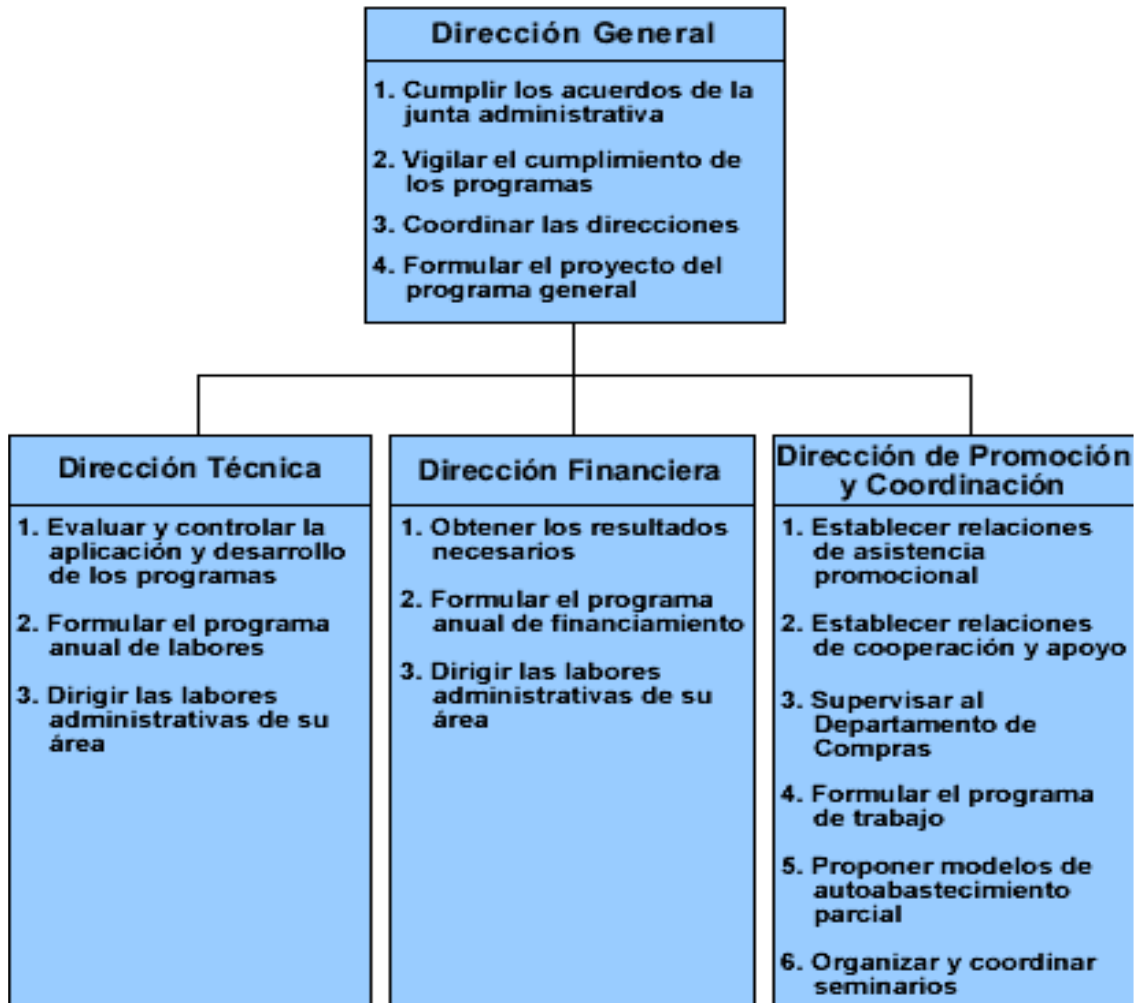 Dirección General
1. Cumplir los acuerdos de la
junta administrativa
2. Vigilar el cumplimiento de
los programas
3. Coordinar las direcciones
4. Formular el proyecto del
programa general
Dirección Técnica
1. Evaluar y controlar la
aplicación y desarrollo
de los programas
2. Formular el programa
anual de labores
3. Dirigir las labores
administrativas de su
área
Dirección Financiera
1. Obtener los resultados
necesarios
2. Formular el programa
anual de financiamiento
3. Dirigir las labores
administrativas de su
área
Dirección de Promoción
y Coordinación
1. Establecer relaciones
de asistencia
promocional
2. Establecer relaciones
de cooperación y apoyo
3. Supervisar al
Departamento de
Compras
4. Formular el programa
de trabajo
5. Proponer modelos de
autoabastecimiento
parcial
6. Organizar y coordinar
seminarios